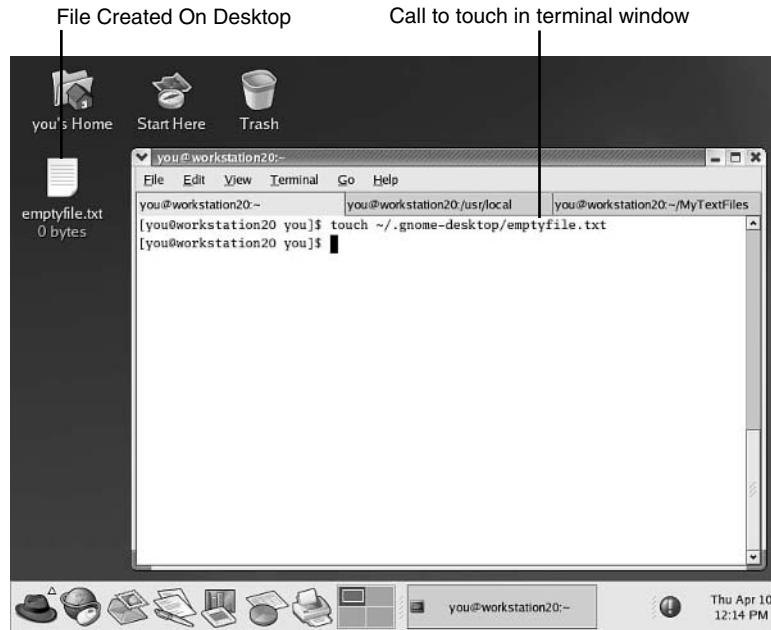 File Created On Desktop
Call to touch in terminal window
you's Home
Start Here
Trash
you@workstation20:~
File Edit View Terminal Go Help
you@workstation20:~
you@workstation20:/usr/local
you@workstation20:~/MyTextFiles
emptyfile.txt
0 bytes
[you@workstation20 you]$ touch ~/.gnome-desktop/emptyfile.txt
[you@workstation20 you]$
you@workstation20:~
Thu Apr 10
12:14 PM